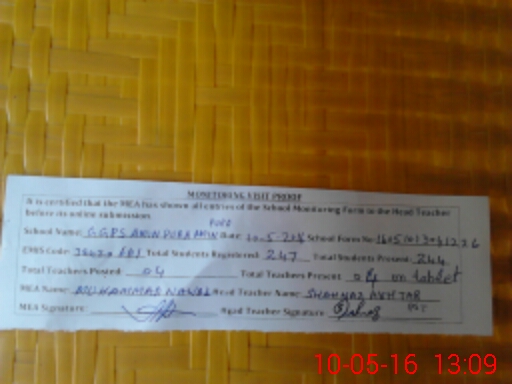 MONITORING VISIT PROOF
It is certified that the MEA has shown all entries of the School Monitoring Form to the Head Teacher
before its online submission.
School Name: GGPS Date: 10-5- School Form No:
EMIS Code: Total Students Registered: 247 Total Students Present: 244
Total Teachers Posted: 04 Total Teachers Present 04 on tablet
MEA Name: MUHAMMAD NAWAZ Head Teacher Name: SHAHNAZ AKHTAR
MEA Signature: Head Teacher Signature
10-05-16 13:09